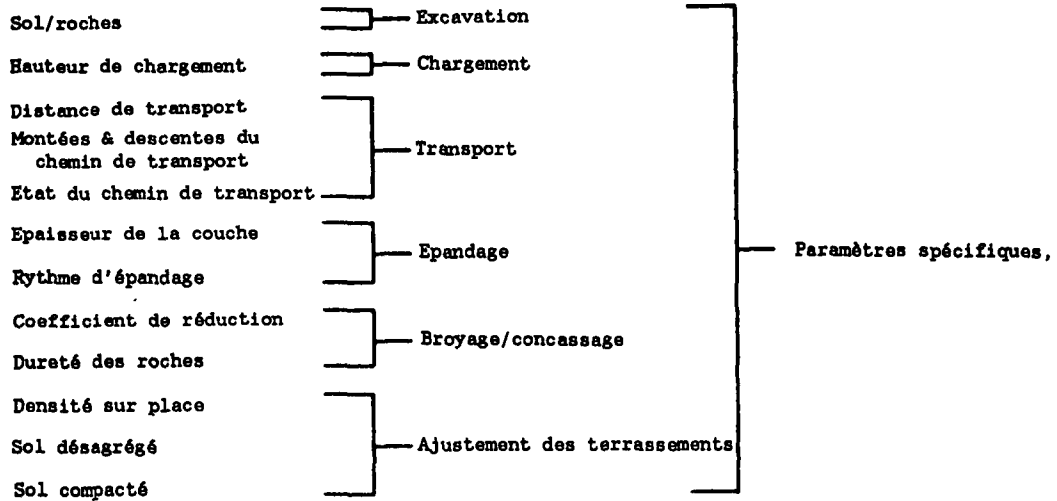 Sol/roches
Excavation
Hauteur de chargement
Chargement
Distance de transport
Montées & descentes du
chemin de transport
Transport
Etat du chemin de transport
Epaisseur de la couche
Epandage
Paramètres spécifiques,
Rythme d'épandage
Coefficient de réduction
Broyage/concassage
Dureté des roches
Densité sur place
Sol désagrégé
Ajustement des terrassements
Sol compacté